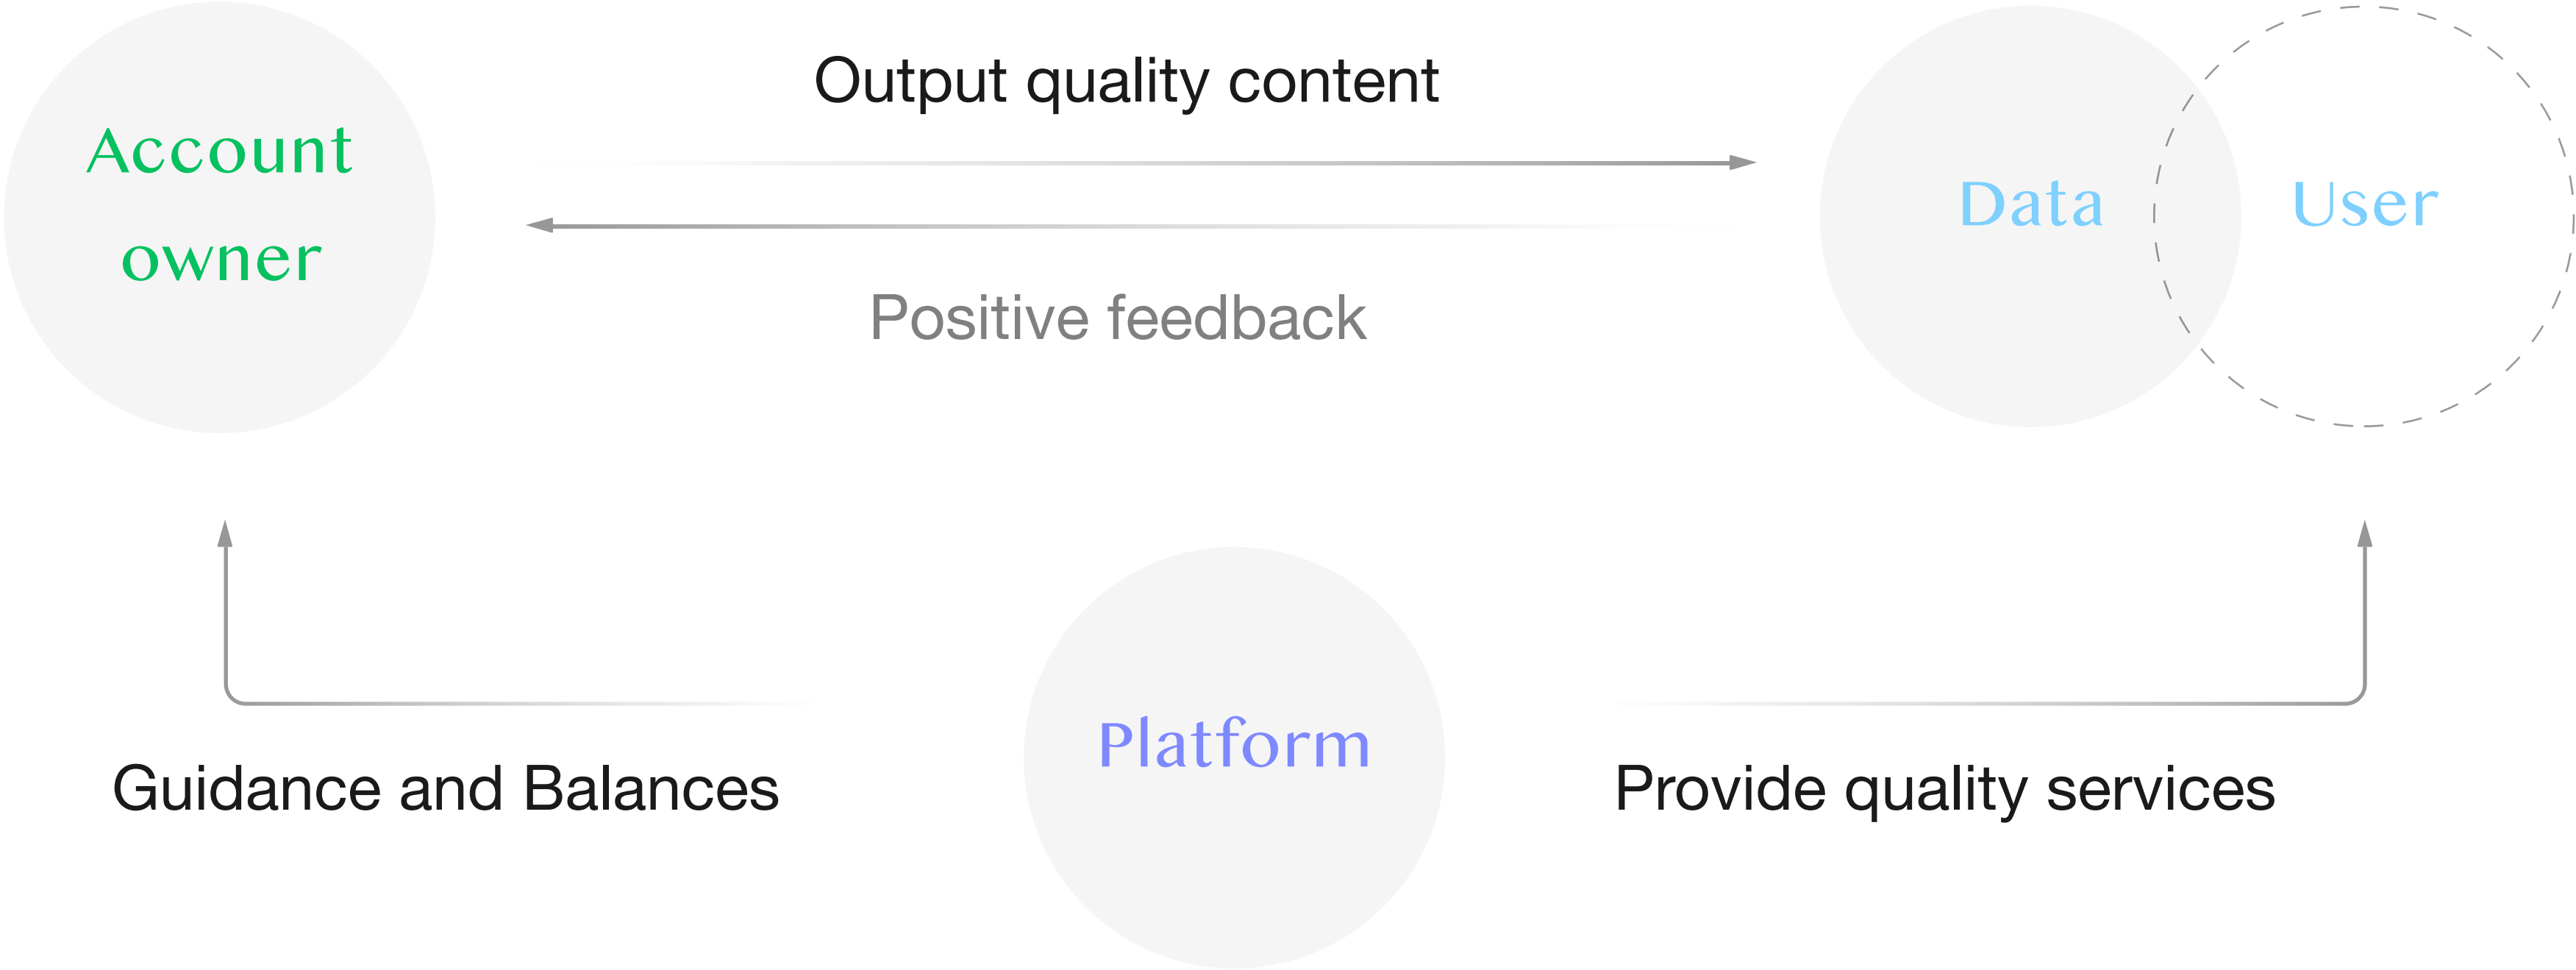 Output quality content
Account
owner
Data
User
Positive feedback
Platform
Guidance and Balances
Provide quality services